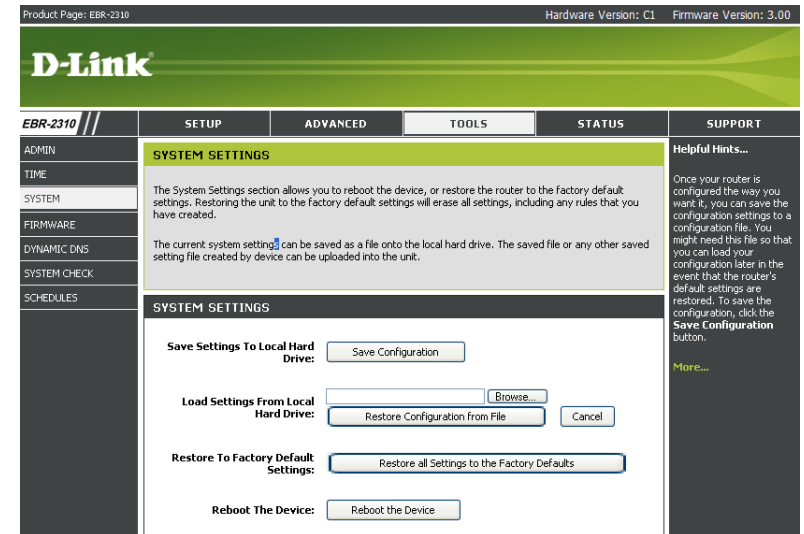 Product Page: EBR-2310
Hardware Version: C1
Firmware Version: 3.00
D-Link
EBR-2310
SETUP
ADVANCED
TOOLS
STATUS
SUPPORT
ADMIN
TIME
SYSTEM
FIRMWARE
DYNAMIC DNS
SYSTEM CHECK
SCHEDULES
SYSTEM SETTINGS
The System Settings section allows you to reboot the device, or restore the router to the factory default
settings. Restoring the unit to the factory default settings will erase all settings, including any rules that you
have created.
The current system settings can be saved as a file onto the local hard drive. The saved file or any other saved
setting file created by device can be uploaded into the unit.
SYSTEM SETTINGS
Save Settings To Local Hard
Drive:
Save Configuration
Load Settings From Local
Hard Drive:
Browse...
Restore Configuration from File
Cancel
Restore To Factory Default
Settings:
Restore all Settings to the Factory Defaults
Reboot The Device:
Reboot the Device
Helpful Hints...
Once your router is
configured the way you
want it, you can save the
configuration settings to a
configuration file. You
might need this file so that
you can load your
configuration later in the
event that the router's
default settings are
restored. To save the
configuration, click the
Save Configuration
button.
More...